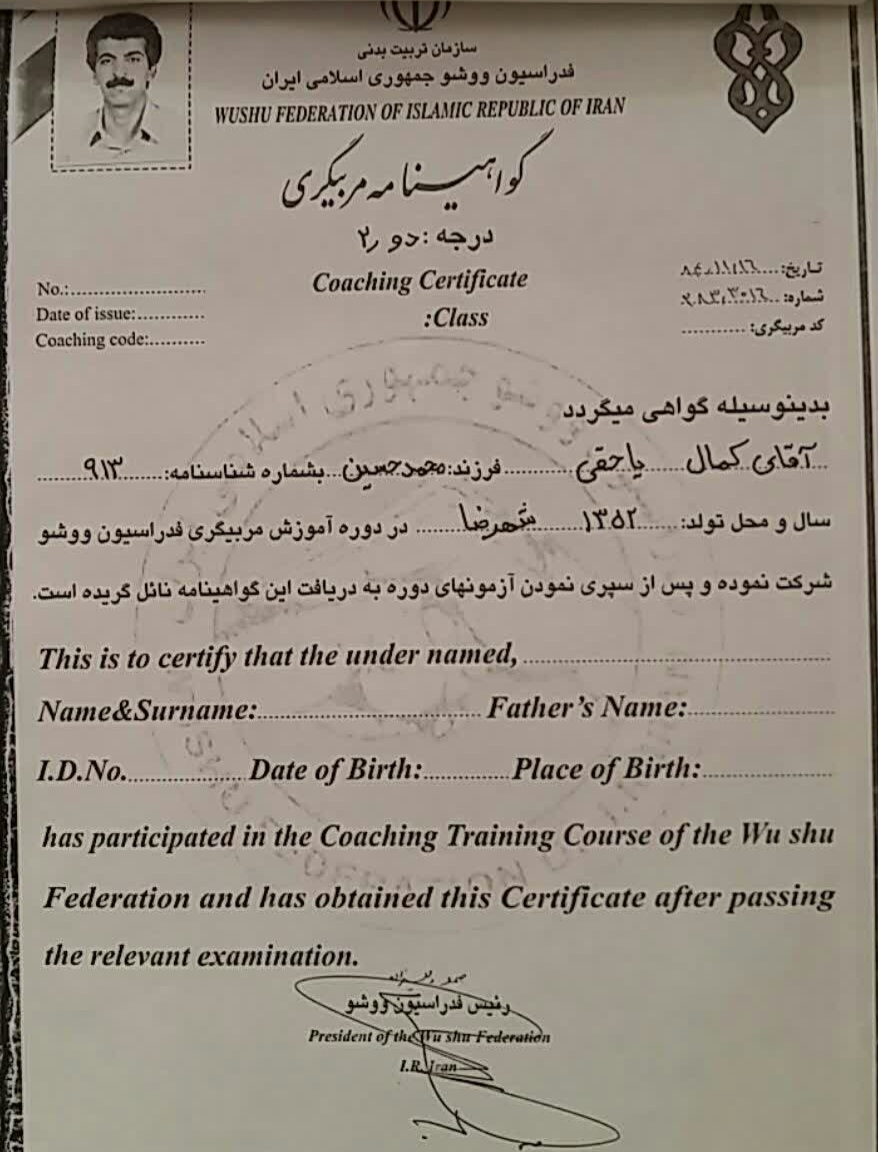 سازمان تربیت بدنی
فدراسیون ووشو جمهوری اسلامی ایران
WUSHU FEDERATION OF ISLAMIC REPUBLIC OF IRAN
گواهینامه مربیگری
درجه : دو ۲
Coaching Certificate
:Class
تاریخ:
شماره:
کد مربیگری:
No.:
Date of issue:
Coaching code:
بدینوسیله گواهی میگردد
آقای کمال یاحقی فرزند: محمدحسین بشماره شناسنامه: ۹۱۳
سال و محل تولد: ۱۳۵۲ شهرضا در دوره آموزش مربیگری فدراسیون ووشو
شرکت نموده و پس از سپری نمودن آزمونهای دوره به دریافت این گواهینامه نائل گریده است.
This is to certify that the under named,
Name&Surname: Father's Name:
I.D.No. Date of Birth: Place of Birth:
has participated in the Coaching Training Course of the Wu shu
Federation and has obtained this Certificate after passing
the relevant examination.
رئیس فدراسیون ووشو
President of the Wu shu Federation
I.R. Iran